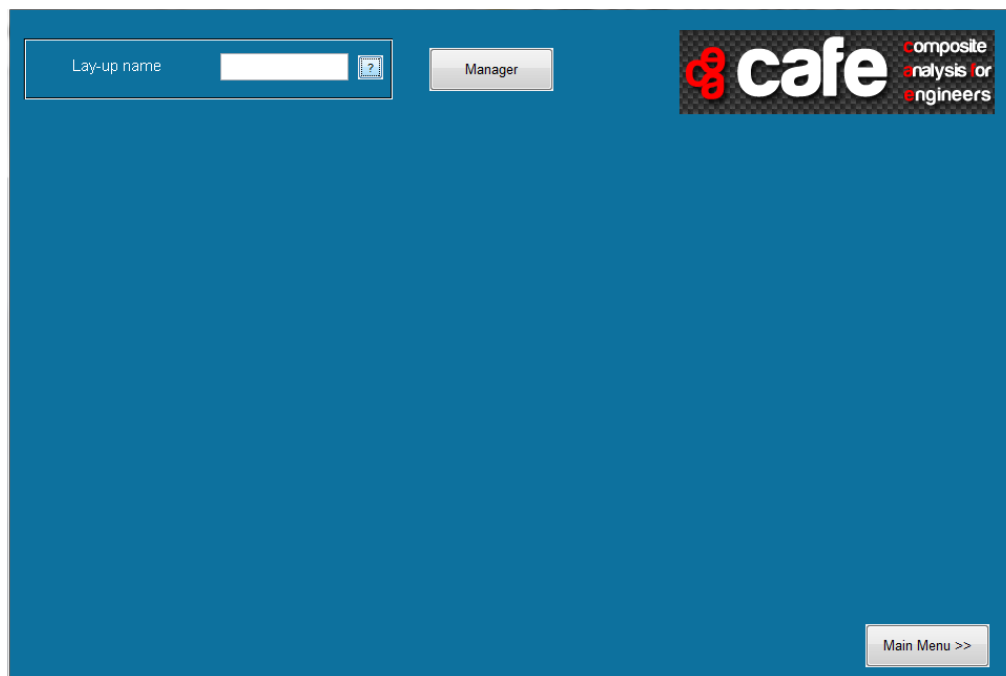 Lay-up name
?
Manager
cafe
composite
analysis for
engineers
Main Menu >>